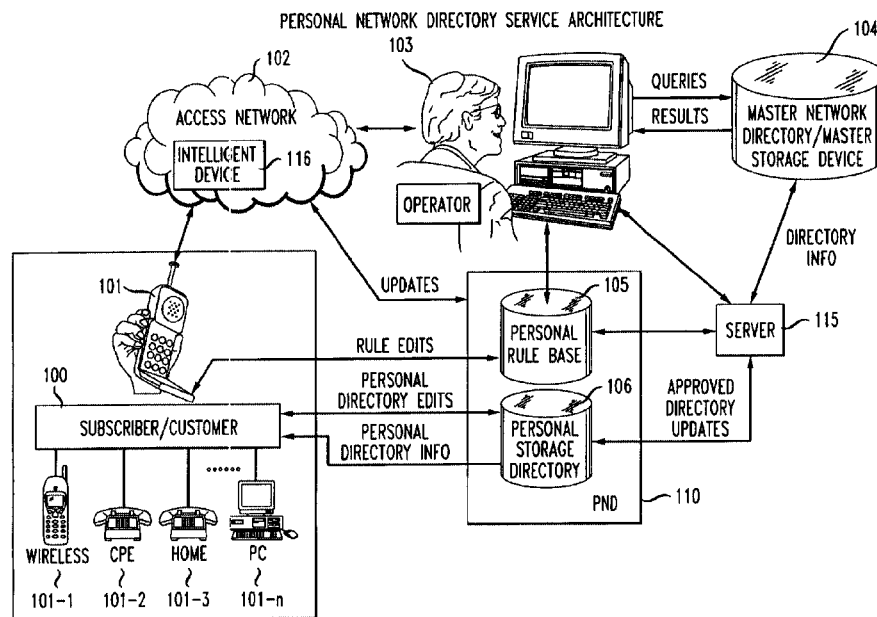 PERSONAL NETWORK DIRECTORY SERVICE ARCHITECTURE
104
103
102
QUERIES
ACCESS NETWORK
RESULTS
MASTER NETWORK
DIRECTORY/MASTER
STORAGE DEVICE
INTELLIGENT
DEVICE
116
OPERATOR
DIRECTORY
INFO
101
UPDATES
105
PERSONAL
RULE BASE
SERVER
115
RULE EDITS
100
PERSONAL
DIRECTORY EDITS
106
APPROVED
DIRECTORY
UPDATES
SUBSCRIBER/CUSTOMER
PERSONAL
DIRECTORY INFO
PERSONAL
STORAGE
DIRECTORY
110
PND
WIRELESS
CPE
HOME
PC
101-1
101-2
101-3
101-n